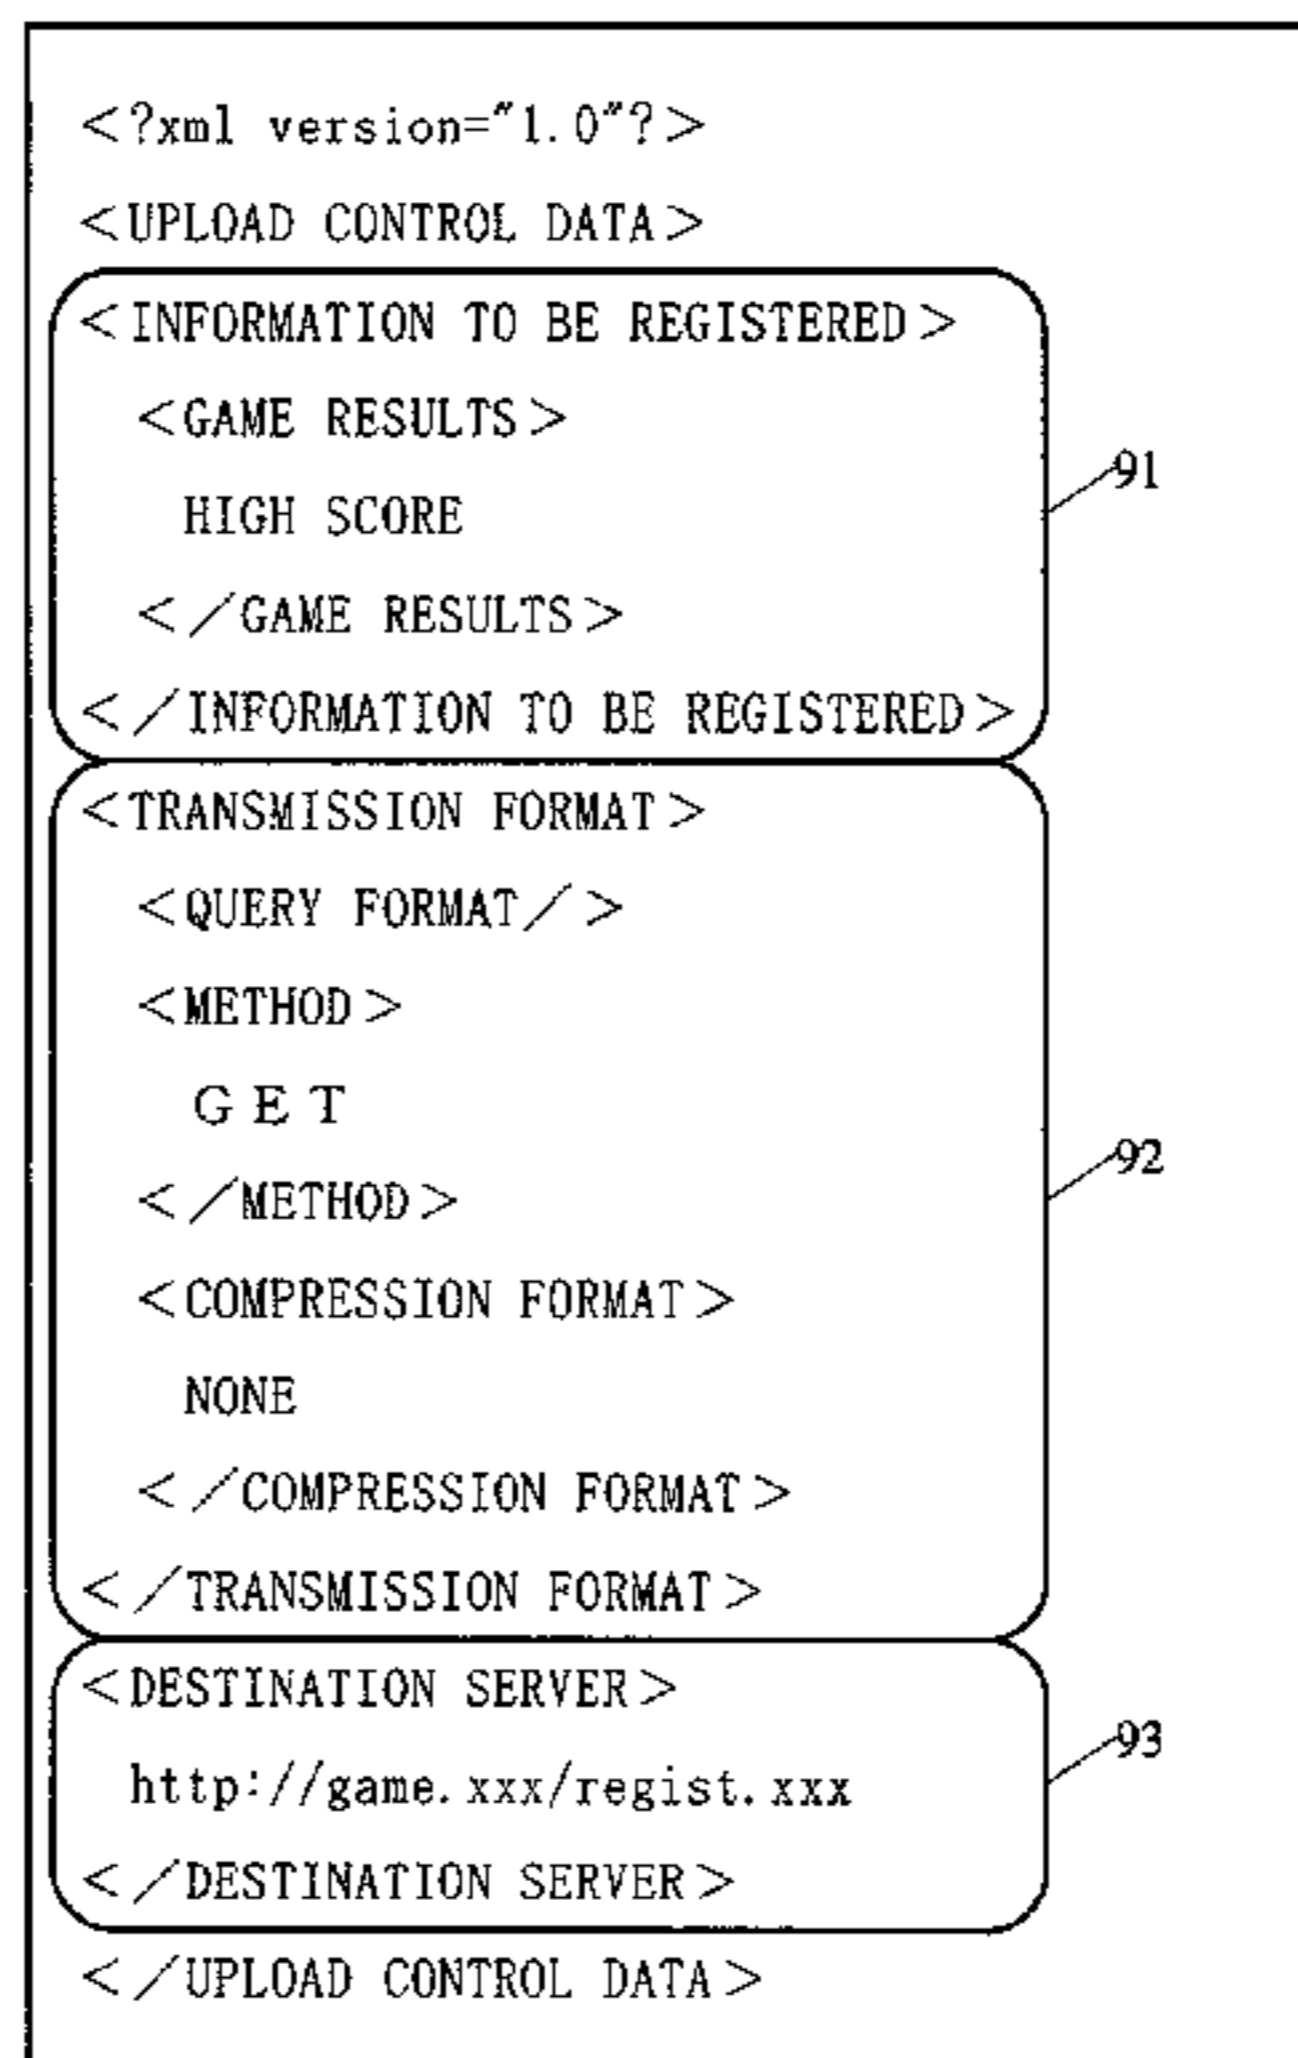 <?xml version="1.0"?>
<UPLOAD CONTROL DATA>
<INFORMATION TO BE REGISTERED>
<GAME RESULTS>
HIGH SCORE
</GAME RESULTS>
</INFORMATION TO BE REGISTERED>
91
<TRANSMISSION FORMAT>
<QUERY FORMAT/>
<METHOD>
GET
</METHOD>
<COMPRESSION FORMAT>
NONE
</COMPRESSION FORMAT>
</TRANSMISSION FORMAT>
92
<DESTINATION SERVER>
http://game.xxx/regist.xxx
</DESTINATION SERVER>
93
</UPLOAD CONTROL DATA>